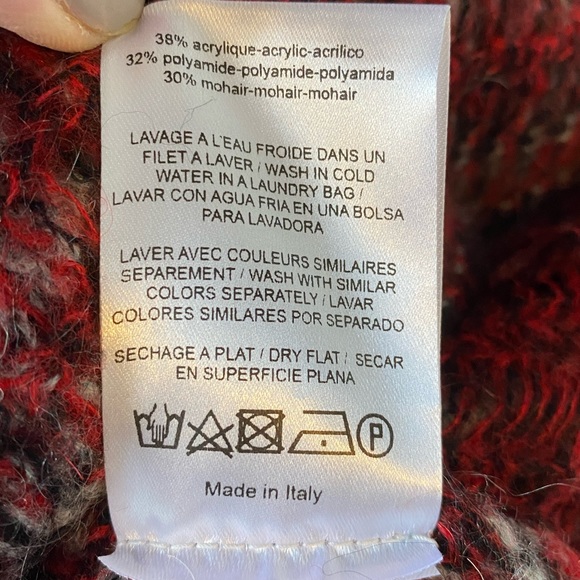 38% acrylique-acrylic-acrilico
32% polyamide-polyamide-polyamida
30% mohair-mohair-mohair
LAVAGE A L'EAU FROIDE DANS UN
FILET A LAVER / WASH IN COLD
WATER IN A LAUNDRY BAG /
LAVAR CON AGUA FRIA EN UNA BOLSA
PARA LAVADORA
LAVER AVEC COULEURS SIMILAIRES
SEPAREMENT / WASH WITH SIMILAR
COLORS SEPARATELY / LAVAR
COLORES SIMILARES POR SEPARADO
SECHAGE A PLAT / DRY FLAT / SECAR
EN SUPERFICIE PLANA
P
Made in Italy